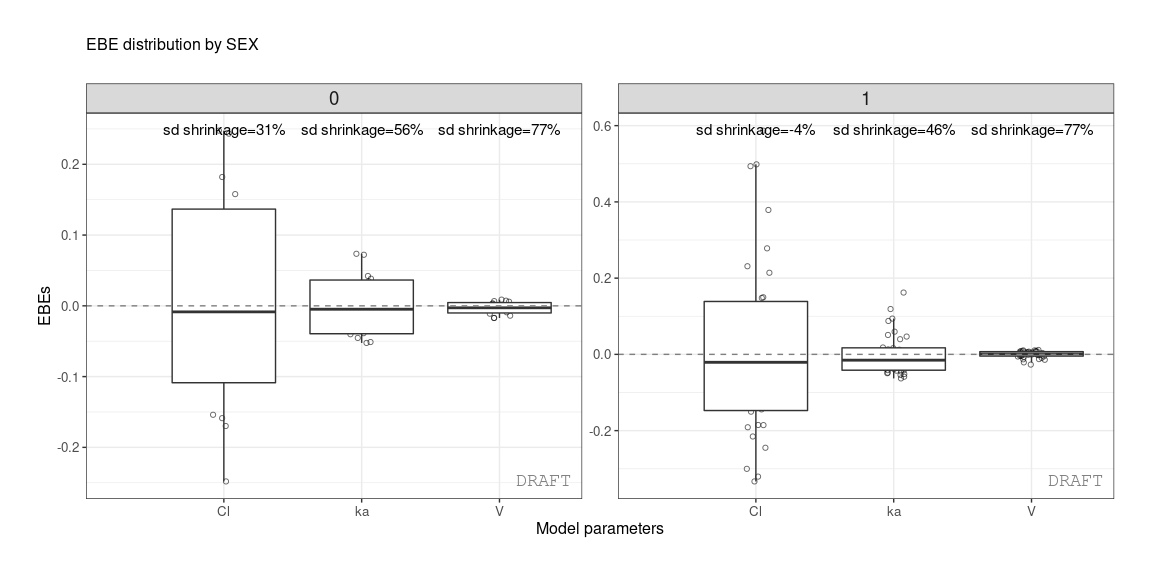 EBE distribution by SEX
0
1
sd shrinkage=31%
sd shrinkage=56%
sd shrinkage=77%
sd shrinkage=-4%
sd shrinkage=46%
sd shrinkage=77%
EBEs
0.2
0.1
0.0
-0.1
-0.2
0.6
0.4
0.2
0.0
-0.2
DRAFT
DRAFT
Cl
ka
V
Cl
ka
V
Model parameters